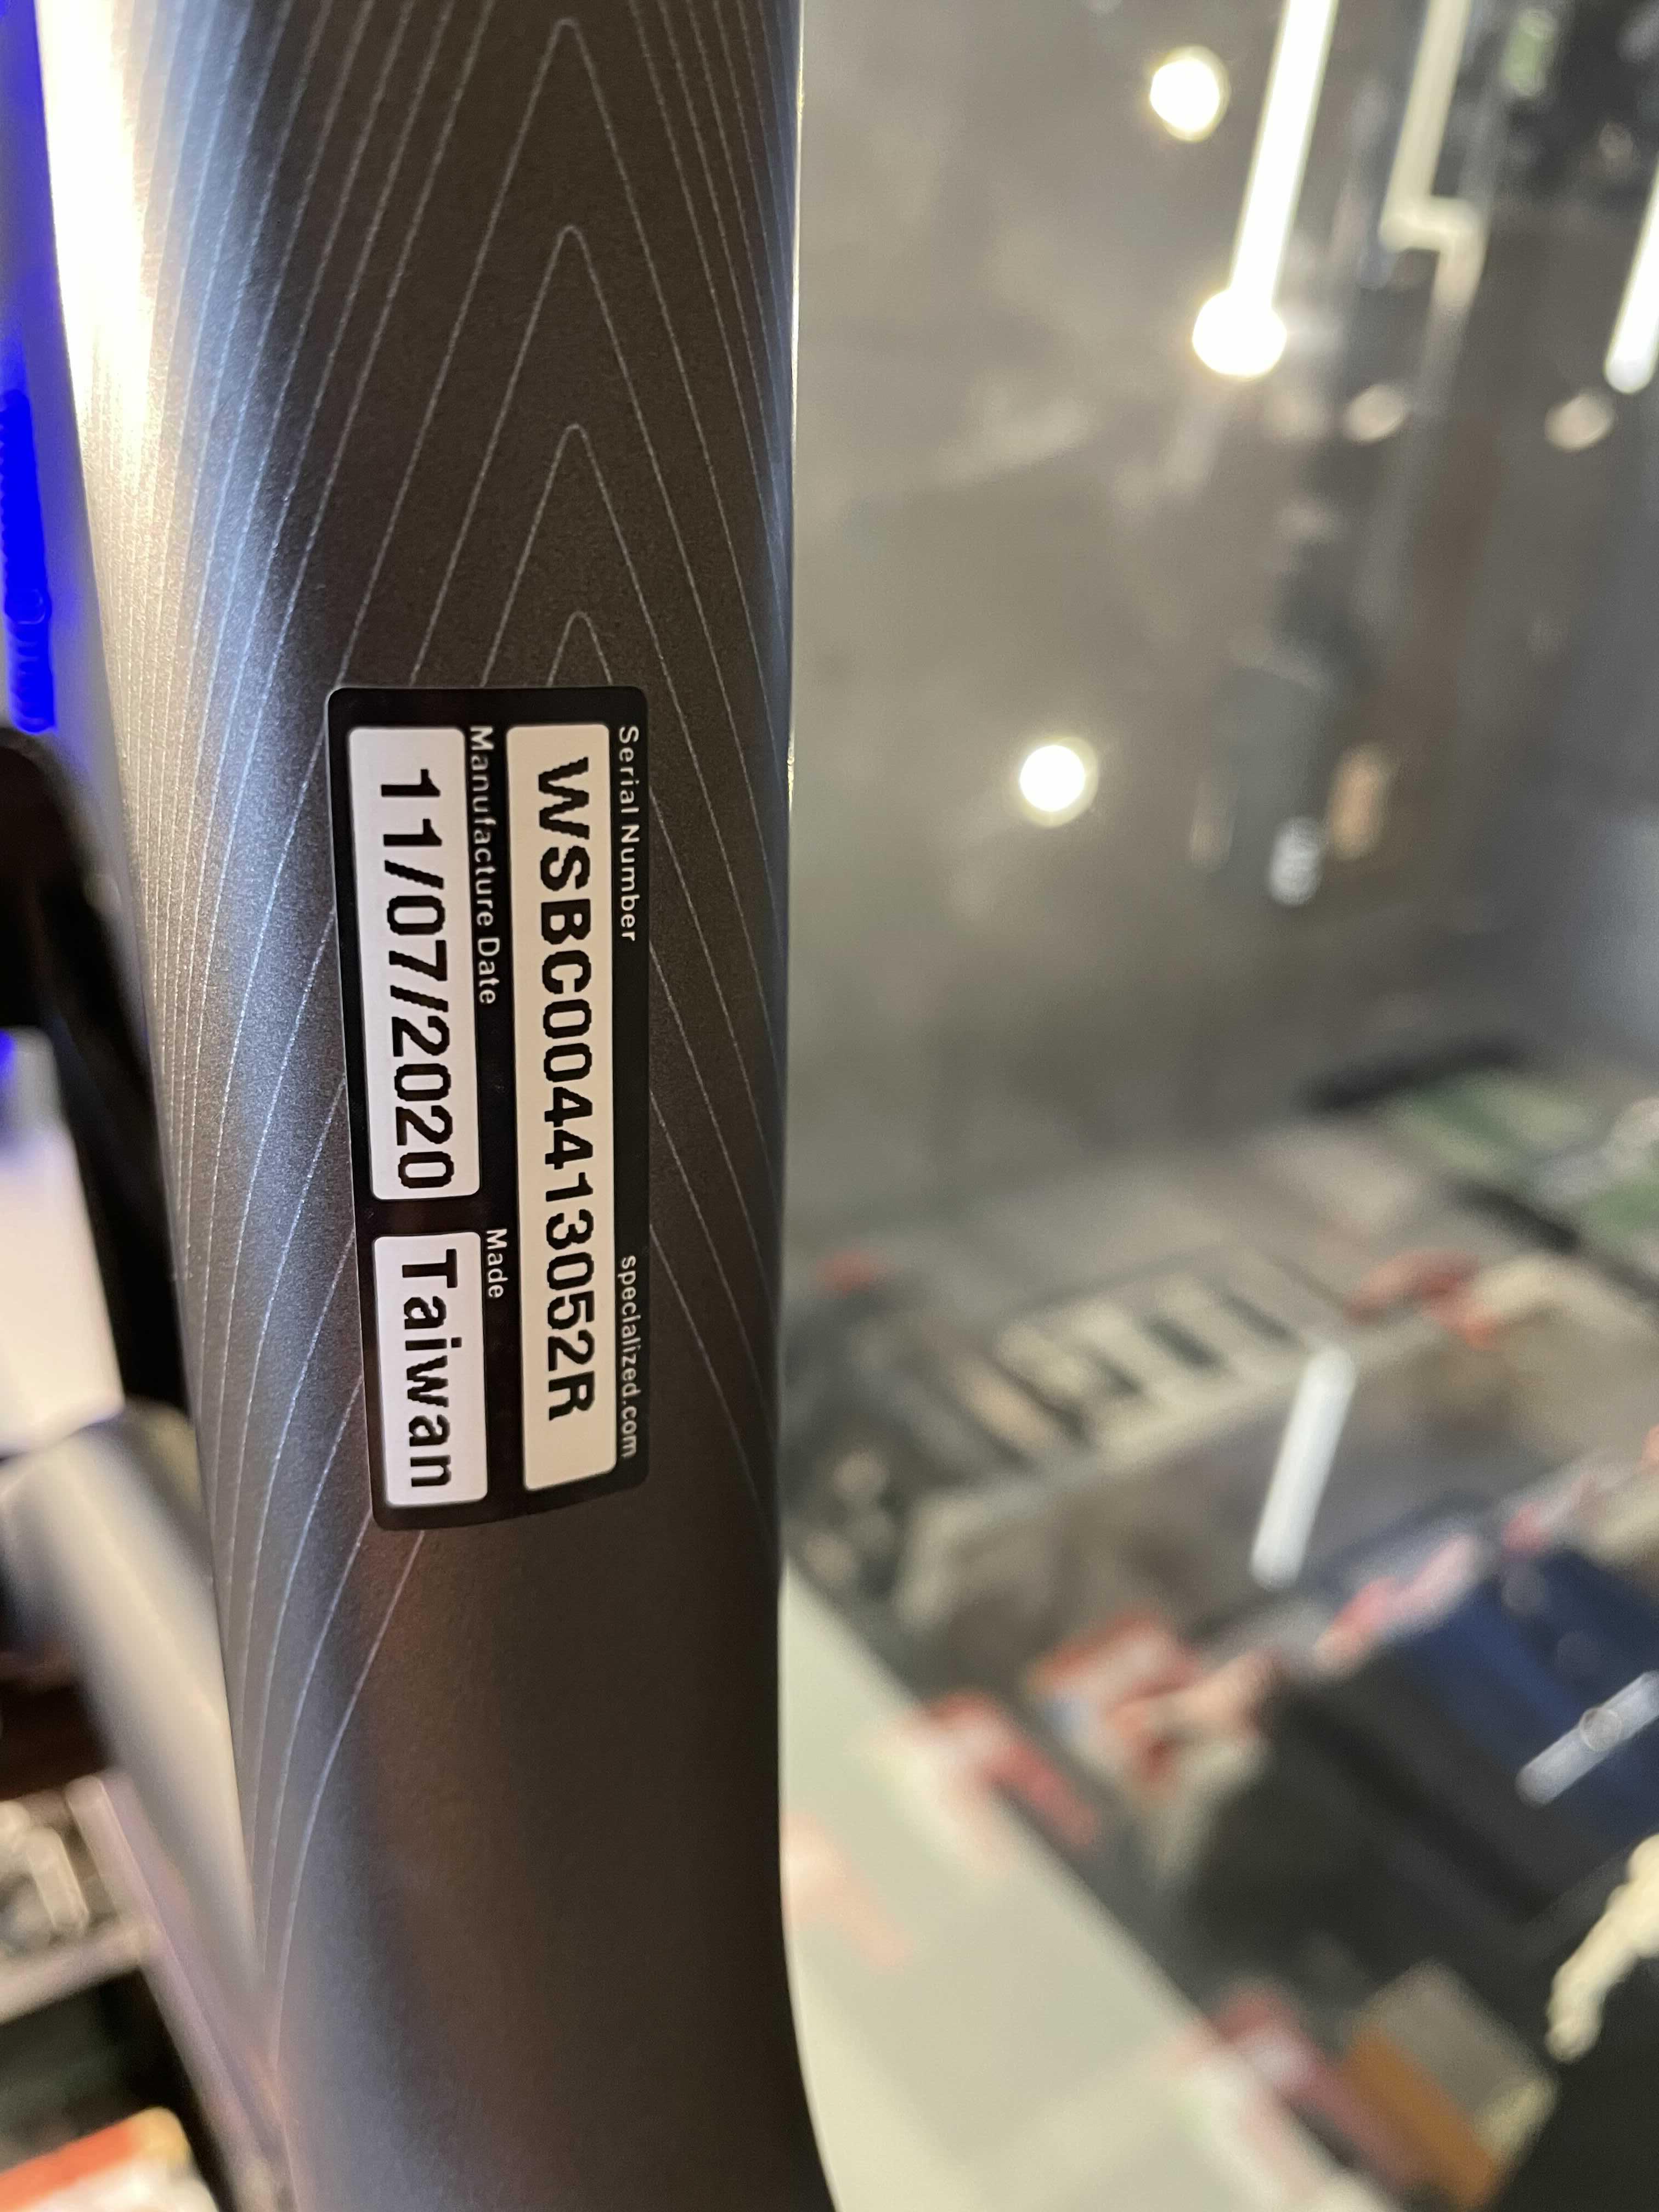 Serial Number specialized.com
WSBC004413052R
Manufacture Date Made
11/07/2020 Taiwan